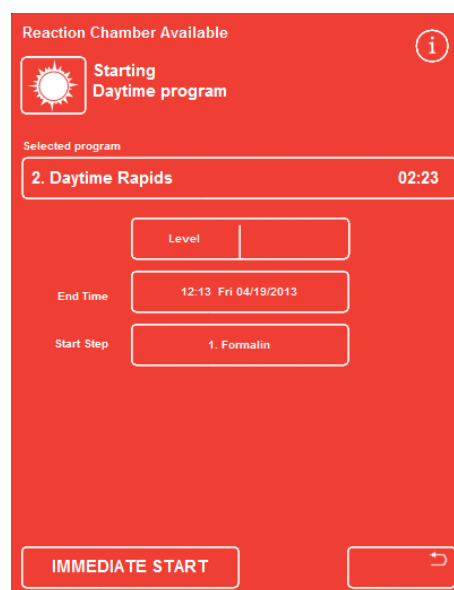 Reaction Chamber Available
i
Starting
Daytime program
Selected program
2. Daytime Rapids 02:23
Level
End Time 12:13 Fri 04/19/2013
Start Step 1. Formalin
IMMEDIATE START